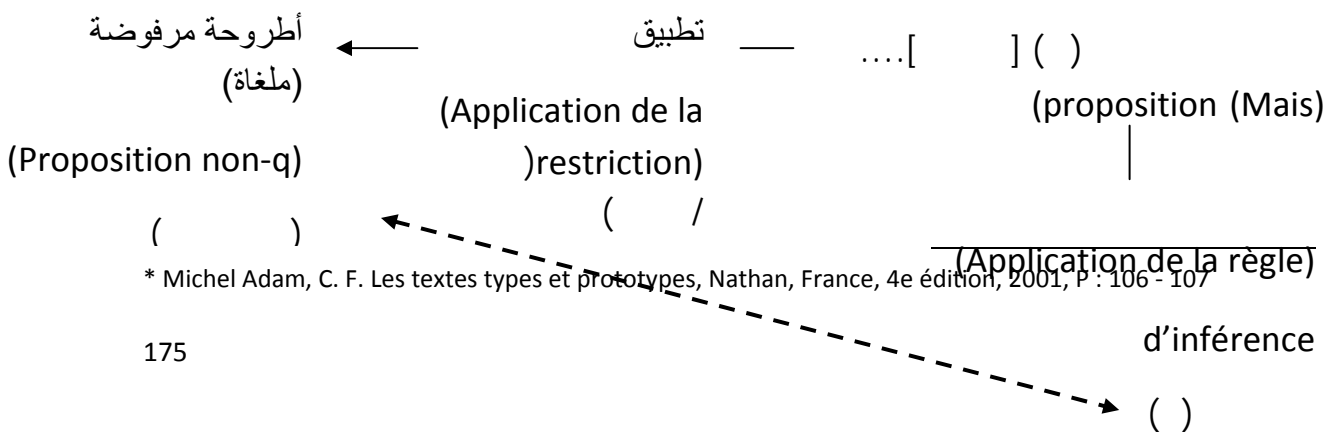 أطروحة مرفوضة
(ملغاة)
(Proposition non-q)
( )
تطبيق
(Application de la
)restriction)
( /
....[ ] ( )
(proposition (Mais)
(Application de la règle)
d’inférence
( )
* Michel Adam, C. F. Les textes types et prototypes, Nathan, France, 4e édition, 2001, P : 106 - 107
175